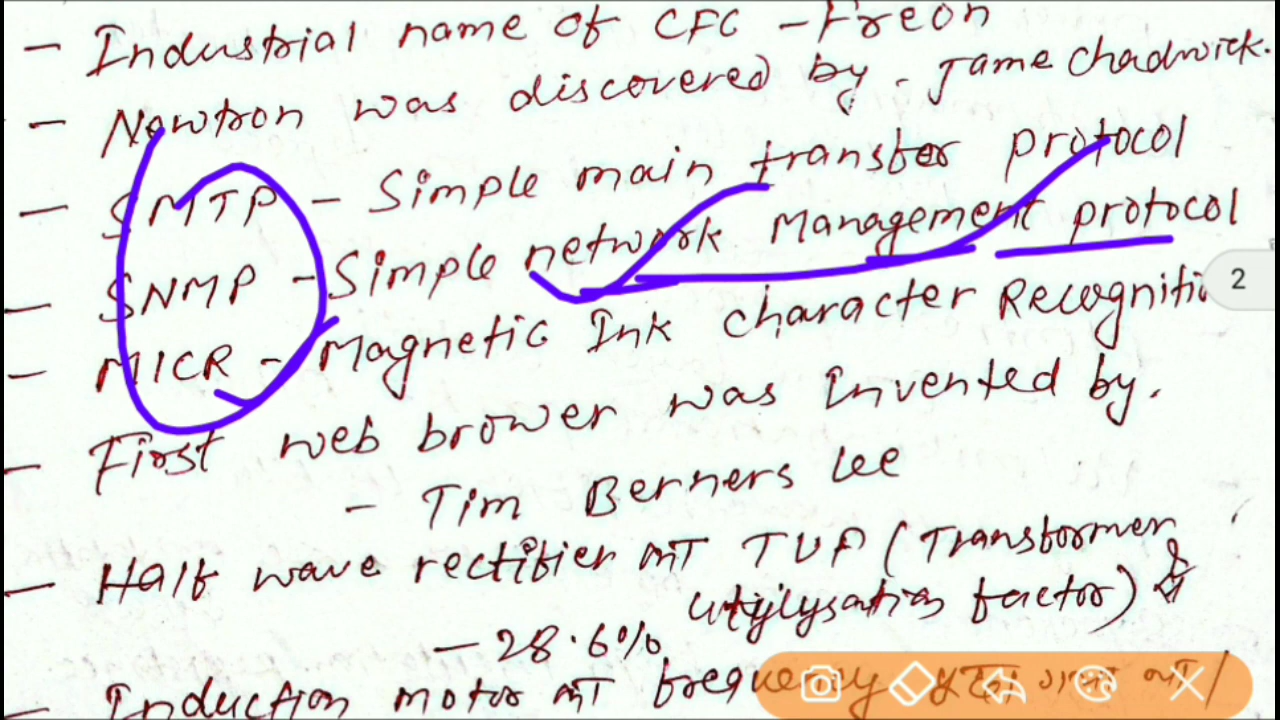 - Industrial name of CFC - Freon
- Newtron was discovered by - Jame Chadwick.
- SMTP - Simple main transfer protocol
- SNMP - Simple network Management protocol
2
- MICR - Magnetic Ink character Recogniti
- First web brower was invented by.
- Tim Berners Lee
- Half wave rectifier নাT TUF (Transformer
utylysation factor)
- 28.6%
- Induction motor নাT frequency